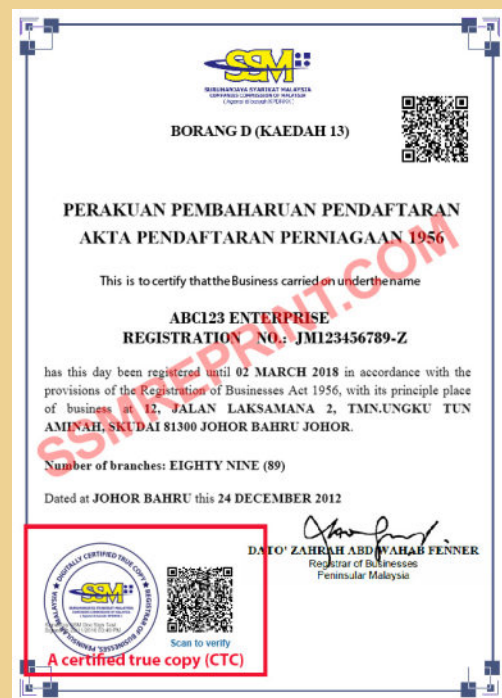 SSM
SURUHANJAYA SYARIKAT MALAYSIA
COMPANIES COMMISSION OF MALAYSIA
BORANG D (KAEDAH 13)
PERAKUAN PEMBAHARUAN PENDAFTARAN
AKTA PENDAFTARAN PERNIAGAAN 1956
This is to certify that the Business carried on under the name
ABC123 ENTERPRISE
REGISTRATION NO.: JM123456789-Z
has this day been registered until 02 MARCH 2018 in accordance with the
provisions of the Registration of Businesses Act 1956, with its principle place
of business at 12, JALAN LAKSAMANA 2, TMN.UNGKU TUN
AMINAH, SKUDAI 81300 JOHOR BAHRU JOHOR.
SSMREPRINT.COM
Number of branches: EIGHTY NINE (89)
Dated at JOHOR BAHRU this 24 DECEMBER 2012
DATO' ZAHRAH ABD WAHAB FENNER
Registrar of Businesses
Peninsular Malaysia
DIGITALLY CERTIFIED TRUE COPY
REGISTRAR OF BUSINESSES, PENINSULAR MALAYSIA
SSM
Scan to verify
A certified true copy (CTC)